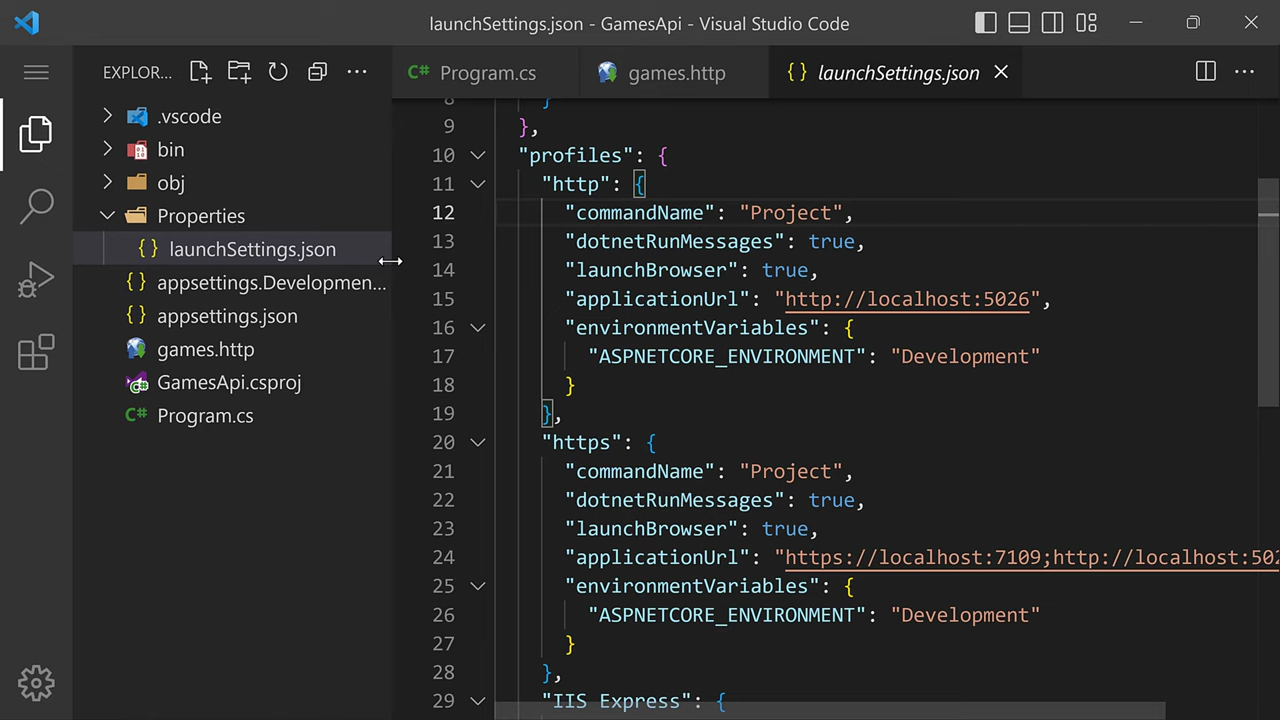 launchSettings.json - GamesApi - Visual Studio Code
EXPLOR...
Program.cs
games.http
launchSettings.json
.vscode
bin
obj
Properties
launchSettings.json
appsettings.Developmen...
appsettings.json
games.http
GamesApi.csproj
Program.cs
8 }
9 },
10 "profiles": {
11 "http": {
12 "commandName": "Project",
13 "dotnetRunMessages": true,
14 "launchBrowser": true,
15 "applicationUrl": "http://localhost:5026",
16 "environmentVariables": {
17 "ASPNETCORE_ENVIRONMENT": "Development"
18 }
19 },
20 "https": {
21 "commandName": "Project",
22 "dotnetRunMessages": true,
23 "launchBrowser": true,
24 "applicationUrl": "https://localhost:7109;http://localhost:502
25 "environmentVariables": {
26 "ASPNETCORE_ENVIRONMENT": "Development"
27 }
28 },
29 "IIS Express": {